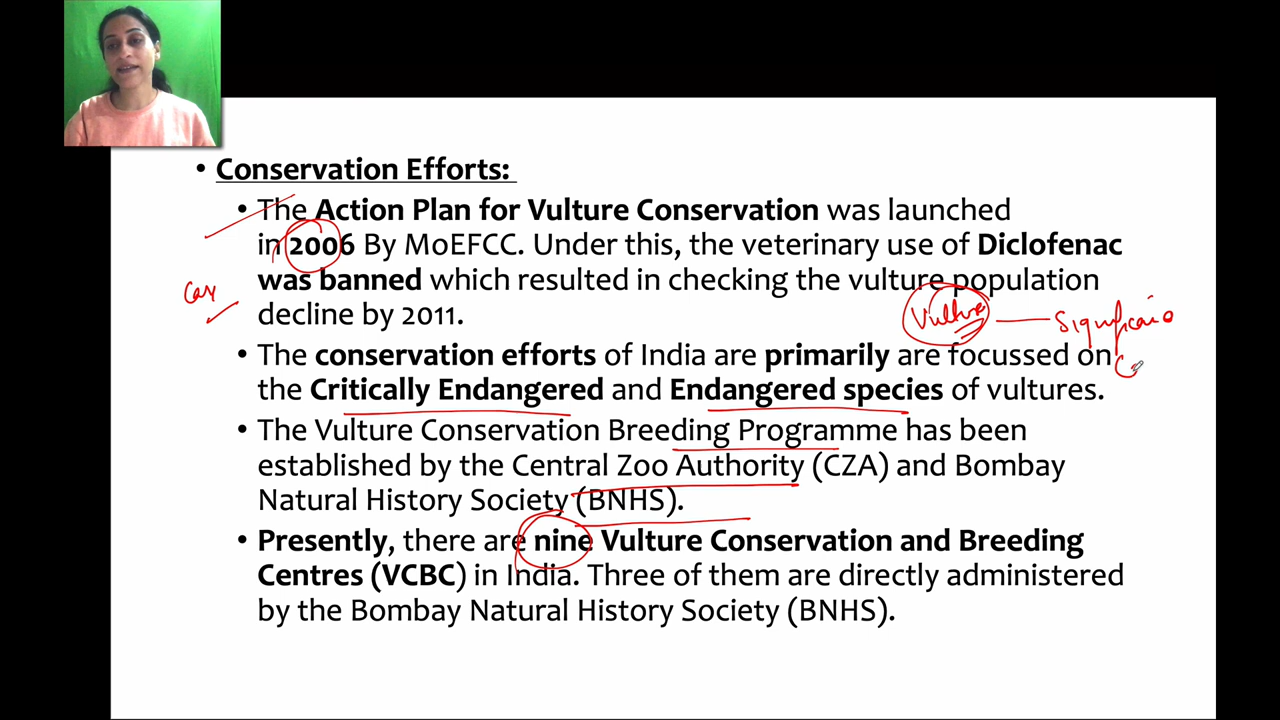 • Conservation Efforts:
• The Action Plan for Vulture Conservation was launched
in 2006 By MoEFCC. Under this, the veterinary use of Diclofenac
was banned which resulted in checking the vulture population
decline by 2011.
Vulture
• The conservation efforts of India are primarily are focussed on
the Critically Endangered and Endangered species of vultures.
• The Vulture Conservation Breeding Programme has been
established by the Central Zoo Authority (CZA) and Bombay
Natural History Society (BNHS).
• Presently, there are nine Vulture Conservation and Breeding
Centres (VCBC) in India. Three of them are directly administered
by the Bombay Natural History Society (BNHS).